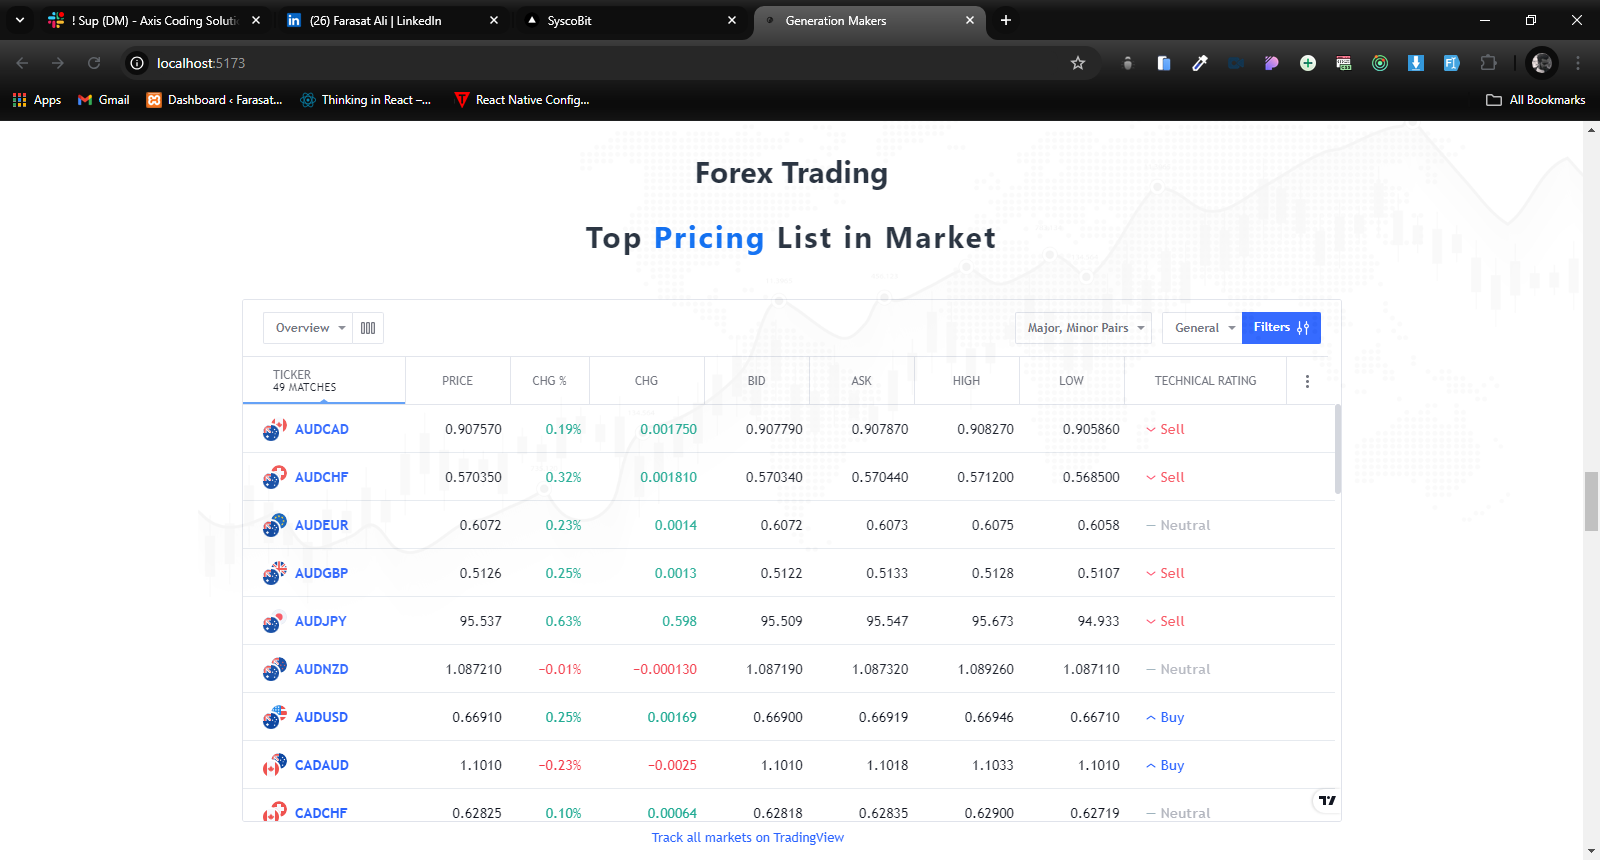 ! Sup (DM) - Axis Coding Solutio
(26) Farasat Ali | LinkedIn
SyscoBit
Generation Makers
localhost:5173
Apps
Gmail
Dashboard ‹ Farasat...
Thinking in React –...
React Native Config...
All Bookmarks
Forex Trading
Top Pricing List in Market
Overview
Major, Minor Pairs
General
Filters
TICKER
49 MATCHES
PRICE CHG % CHG BID ASK HIGH LOW TECHNICAL RATING
AUDCAD 0.907570 0.19% 0.001750 0.907790 0.907870 0.908270 0.905860 Sell
AUDCHF 0.570350 0.32% 0.001810 0.570340 0.570440 0.571200 0.568500 Sell
AUDEUR 0.6072 0.23% 0.0014 0.6072 0.6073 0.6075 0.6058 — Neutral
AUDGBP 0.5126 0.25% 0.0013 0.5122 0.5133 0.5128 0.5107 Sell
AUDJPY 95.537 0.63% 0.598 95.509 95.547 95.673 94.933 Sell
AUDNZD 1.087210 −0.01% −0.000130 1.087190 1.087320 1.089260 1.087110 — Neutral
AUDUSD 0.66910 0.25% 0.00169 0.66900 0.66919 0.66946 0.66710 Buy
CADAUD 1.1010 −0.23% −0.0025 1.1010 1.1018 1.1033 1.1010 Buy
CADCHF 0.62825 0.10% 0.00064 0.62818 0.62835 0.62900 0.62719 — Neutral
Track all markets on TradingView